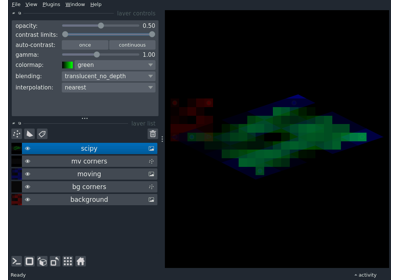 File View Plugins Window Help
layer controls
opacity: 0.50
contrast limits:
auto-contrast: once continuous
gamma: 1.00
colormap: green
blending: translucent_no_depth
interpolation: nearest
layer list
scipy
mv corners
moving
bg corners
background
Ready
activity